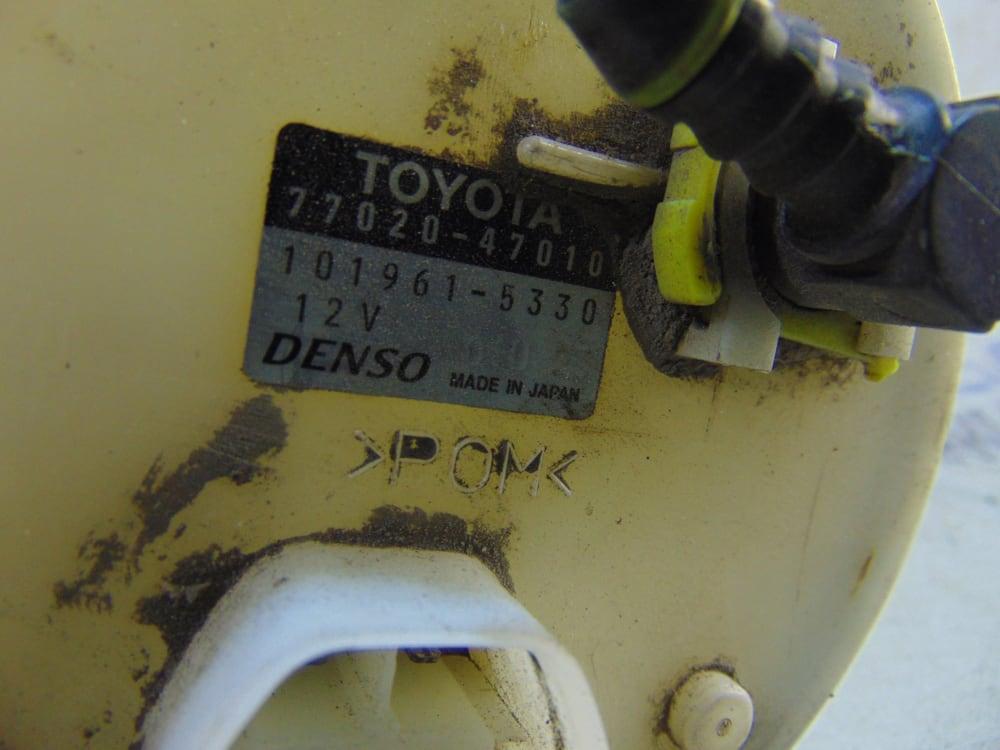 TOYOTA
77020-47010
101961-5330
12V
DENSO
MADE IN JAPAN
>POM<